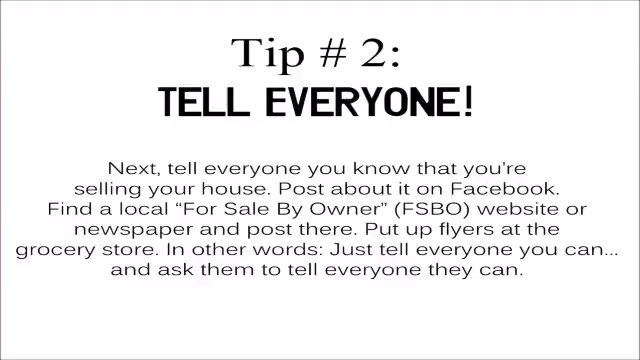 Tip # 2:
TELL EVERYONE!
Next, tell everyone you know that you're
selling your house. Post about it on Facebook.
Find a local “For Sale By Owner” (FSBO) website or
newspaper and post there. Put up flyers at the
grocery store. In other words: Just tell everyone you can...
and ask them to tell everyone they can.